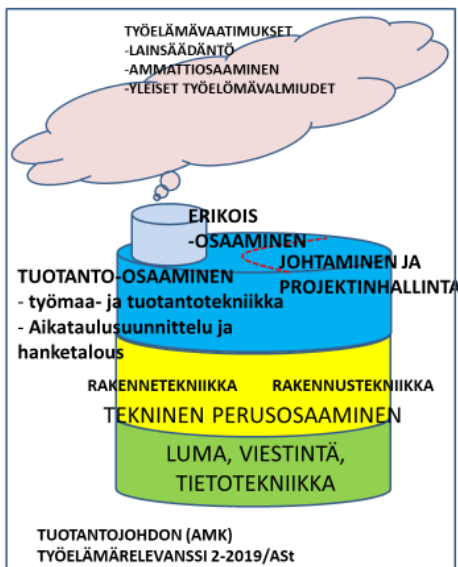 TYÖELÄMÄVAATIMUKSET
-LAINSÄÄDÄNTÖ
-AMMATTIOSAAMINEN
-YLEISET TYÖELÖMÄVALMIUDET
ERIKOIS
-OSAAMINEN
JOHTAMINEN JA
PROJEKTINHALLINTA
TUOTANTO-OSAAMINEN
- työmaa- ja tuotantotekniikka
- Aikataulusuunnittelu ja
hanketalous
RAKENNETEKNIIKKA RAKENNUSTEKNIIKKA
TEKNINEN PERUSOSAAMINEN
LUMA, VIESTINTÄ,
TIETOTEKNIIKKA
TUOTANTOJOHDON (AMK)
TYÖELÄMÄRELEVANSSI 2-2019/ASt